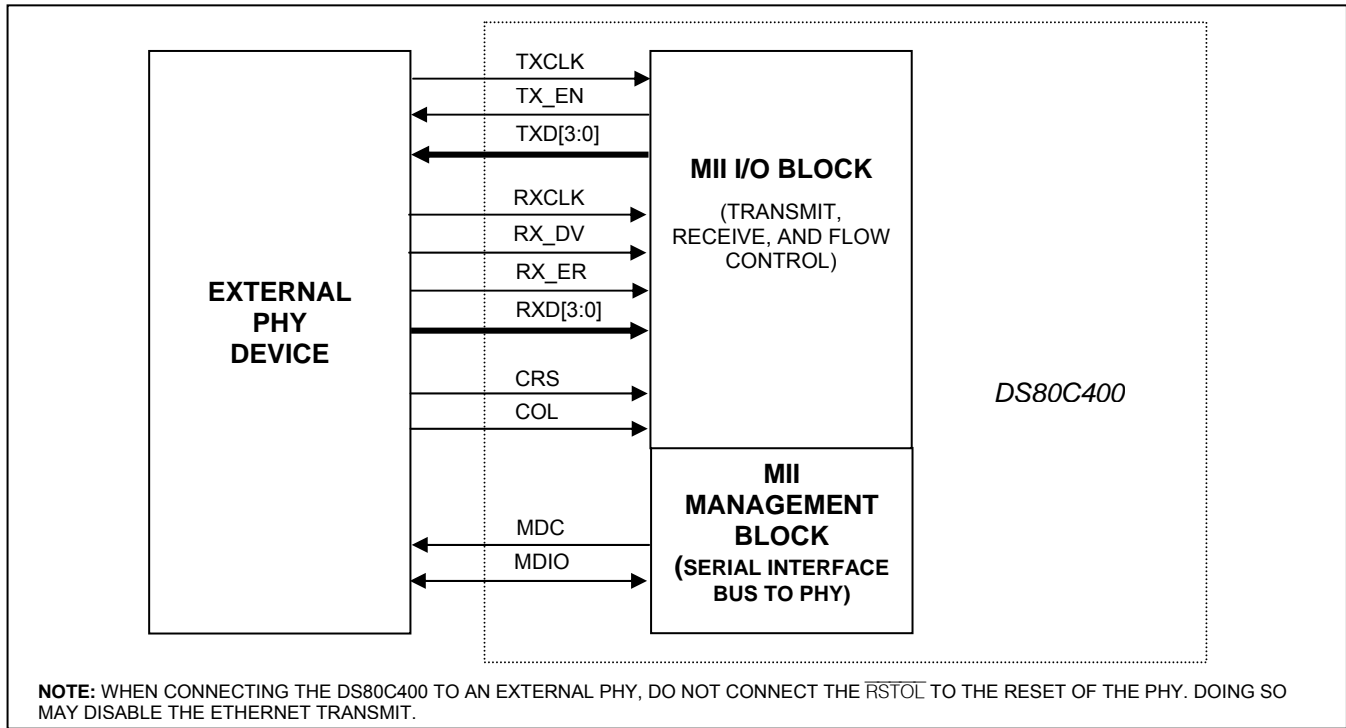 TXCLK
TX_EN
TXD[3:0]
RXCLK
RX_DV
RX_ER
RXD[3:0]
CRS
COL
MDC
MDIO
EXTERNAL
PHY
DEVICE
MII I/O BLOCK
(TRANSMIT,
RECEIVE, AND FLOW
CONTROL)
MII
MANAGEMENT
BLOCK
(SERIAL INTERFACE
BUS TO PHY)
DS80C400
NOTE: WHEN CONNECTING THE DS80C400 TO AN EXTERNAL PHY, DO NOT CONNECT THE RSTOL TO THE RESET OF THE PHY. DOING SO
MAY DISABLE THE ETHERNET TRANSMIT.